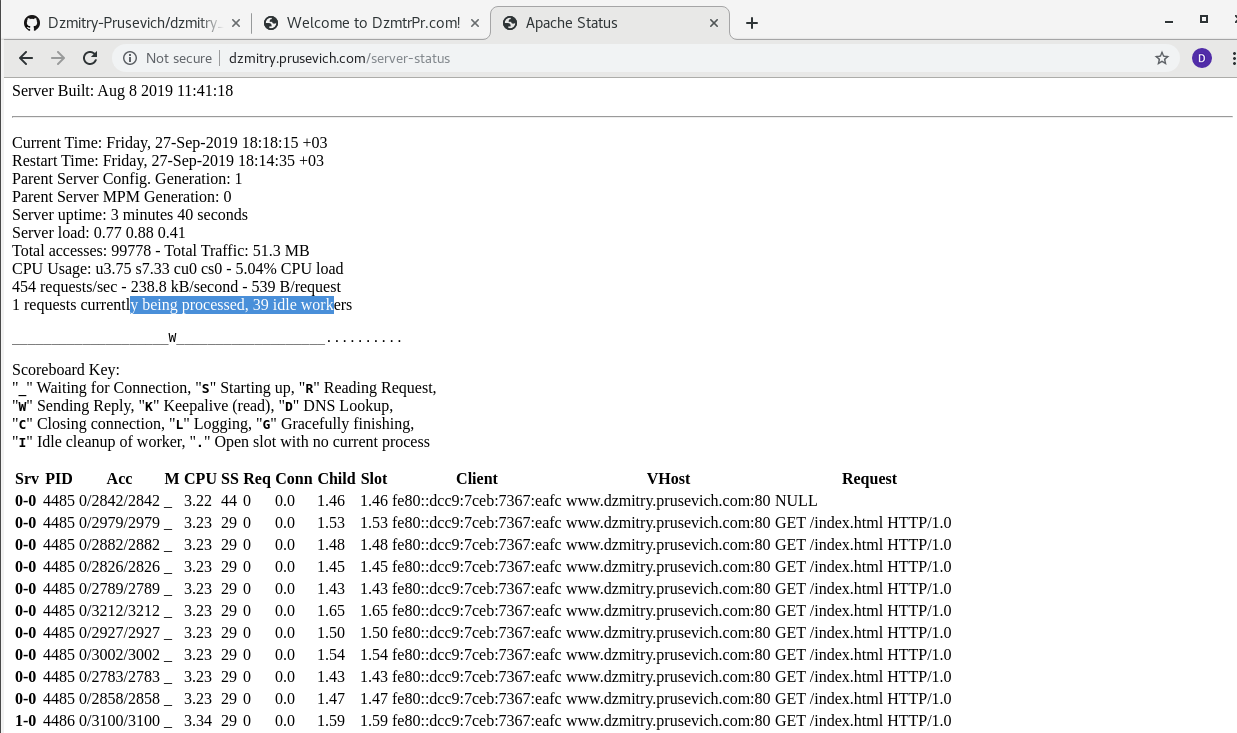 Dzmitry-Prusevich/dzmitry
Welcome to DzmtrPr.com!
Apache Status
Not secure
dzmitry.prusevich.com/server-status
D
Server Built: Aug 8 2019 11:41:18
Current Time: Friday, 27-Sep-2019 18:18:15 +03
Restart Time: Friday, 27-Sep-2019 18:14:35 +03
Parent Server Config. Generation: 1
Parent Server MPM Generation: 0
Server uptime: 3 minutes 40 seconds
Server load: 0.77 0.88 0.41
Total accesses: 99778 - Total Traffic: 51.3 MB
CPU Usage: u3.75 s7.33 cu0 cs0 - 5.04% CPU load
454 requests/sec - 238.8 kB/second - 539 B/request
1 requests currently being processed, 39 idle workers
____________________W___________________..........
Scoreboard Key:
"_" Waiting for Connection, "S" Starting up, "R" Reading Request,
"W" Sending Reply, "K" Keepalive (read), "D" DNS Lookup,
"C" Closing connection, "L" Logging, "G" Gracefully finishing,
"I" Idle cleanup of worker, "." Open slot with no current process
Srv PID Acc M CPU SS Req Conn Child Slot Client VHost Request
0-0 4485 0/2842/2842 _ 3.22 44 0 0.0 1.46 1.46 fe80::dcc9:7ceb:7367:eafc www.dzmitry.prusevich.com:80 NULL
0-0 4485 0/2979/2979 _ 3.23 29 0 0.0 1.53 1.53 fe80::dcc9:7ceb:7367:eafc www.dzmitry.prusevich.com:80 GET /index.html HTTP/1.0
0-0 4485 0/2882/2882 _ 3.23 29 0 0.0 1.48 1.48 fe80::dcc9:7ceb:7367:eafc www.dzmitry.prusevich.com:80 GET /index.html HTTP/1.0
0-0 4485 0/2826/2826 _ 3.23 29 0 0.0 1.45 1.45 fe80::dcc9:7ceb:7367:eafc www.dzmitry.prusevich.com:80 GET /index.html HTTP/1.0
0-0 4485 0/2789/2789 _ 3.23 29 0 0.0 1.43 1.43 fe80::dcc9:7ceb:7367:eafc www.dzmitry.prusevich.com:80 GET /index.html HTTP/1.0
0-0 4485 0/3212/3212 _ 3.23 29 0 0.0 1.65 1.65 fe80::dcc9:7ceb:7367:eafc www.dzmitry.prusevich.com:80 GET /index.html HTTP/1.0
0-0 4485 0/2927/2927 _ 3.23 29 0 0.0 1.50 1.50 fe80::dcc9:7ceb:7367:eafc www.dzmitry.prusevich.com:80 GET /index.html HTTP/1.0
0-0 4485 0/3002/3002 _ 3.23 29 0 0.0 1.54 1.54 fe80::dcc9:7ceb:7367:eafc www.dzmitry.prusevich.com:80 GET /index.html HTTP/1.0
0-0 4485 0/2783/2783 _ 3.23 29 0 0.0 1.43 1.43 fe80::dcc9:7ceb:7367:eafc www.dzmitry.prusevich.com:80 GET /index.html HTTP/1.0
0-0 4485 0/2858/2858 _ 3.23 29 0 0.0 1.47 1.47 fe80::dcc9:7ceb:7367:eafc www.dzmitry.prusevich.com:80 GET /index.html HTTP/1.0
1-0 4486 0/3100/3100 _ 3.34 29 0 0.0 1.59 1.59 fe80::dcc9:7ceb:7367:eafc www.dzmitry.prusevich.com:80 GET /index.html HTTP/1.0